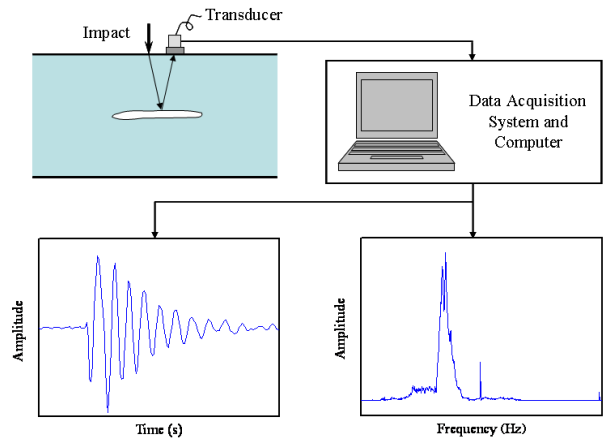 Transducer
Impact
Data Acquisition
System and
Computer
Amplitude
Time (s)
Amplitude
Frequency (Hz)